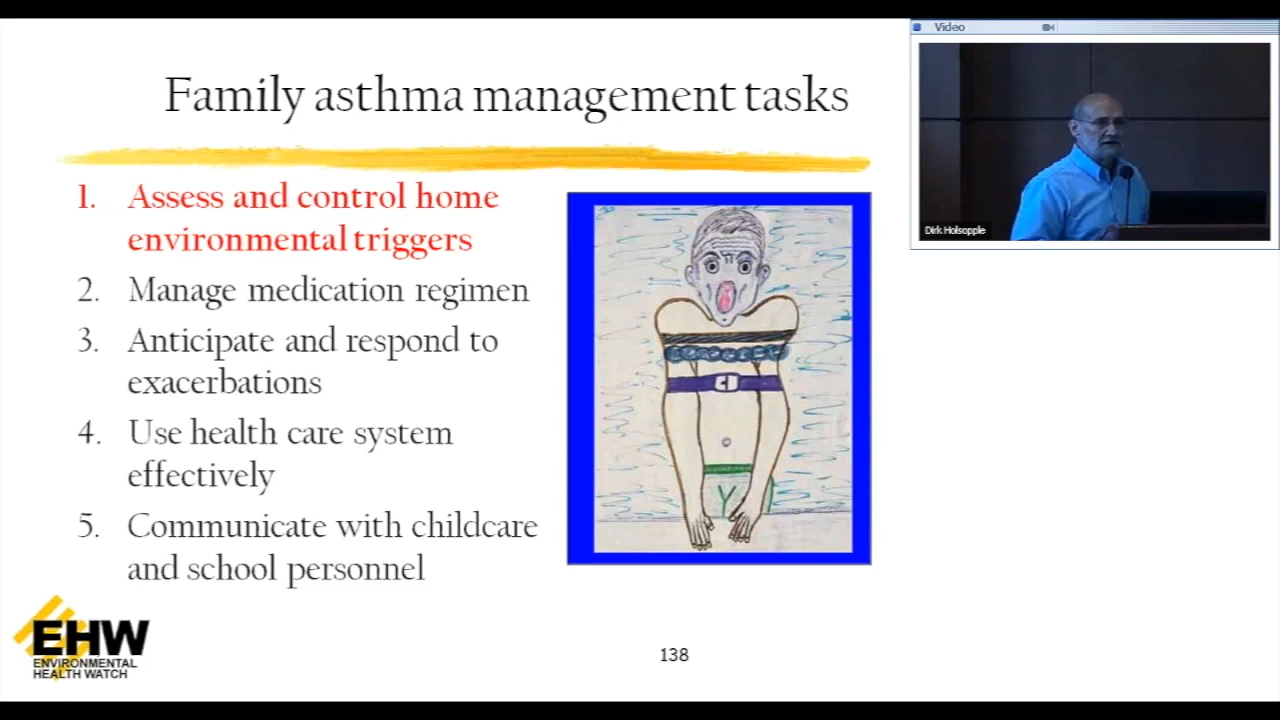 Family asthma management tasks
1. Assess and control home
environmental triggers
2. Manage medication regimen
3. Anticipate and respond to
exacerbations
4. Use health care system
effectively
5. Communicate with childcare
and school personnel
EHW
ENVIRONMENTAL
HEALTH WATCH
138
Video
Dirk Holsopple